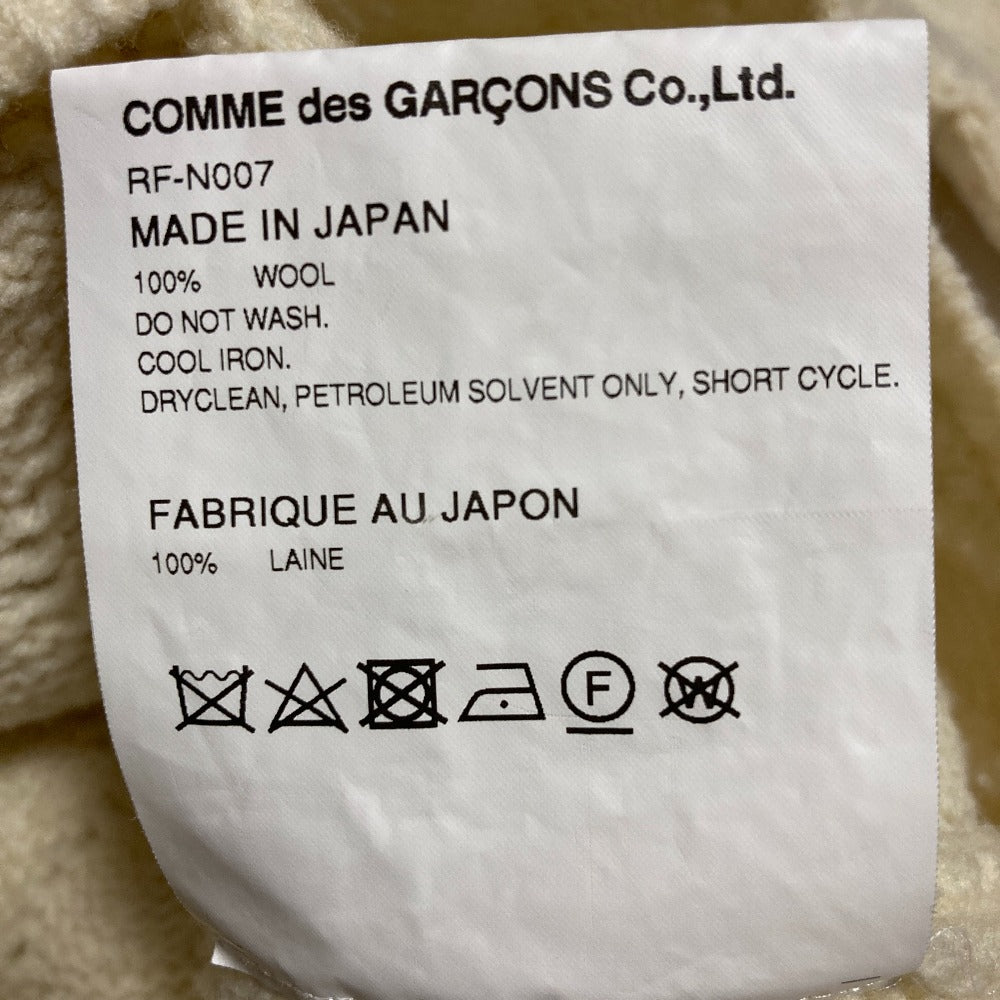 COMME des GARÇONS Co.,Ltd.
RF-N007
MADE IN JAPAN
100% WOOL
DO NOT WASH.
COOL IRON.
DRYCLEAN, PETROLEUM SOLVENT ONLY, SHORT CYCLE.
FABRIQUE AU JAPON
100% LAINE
F W